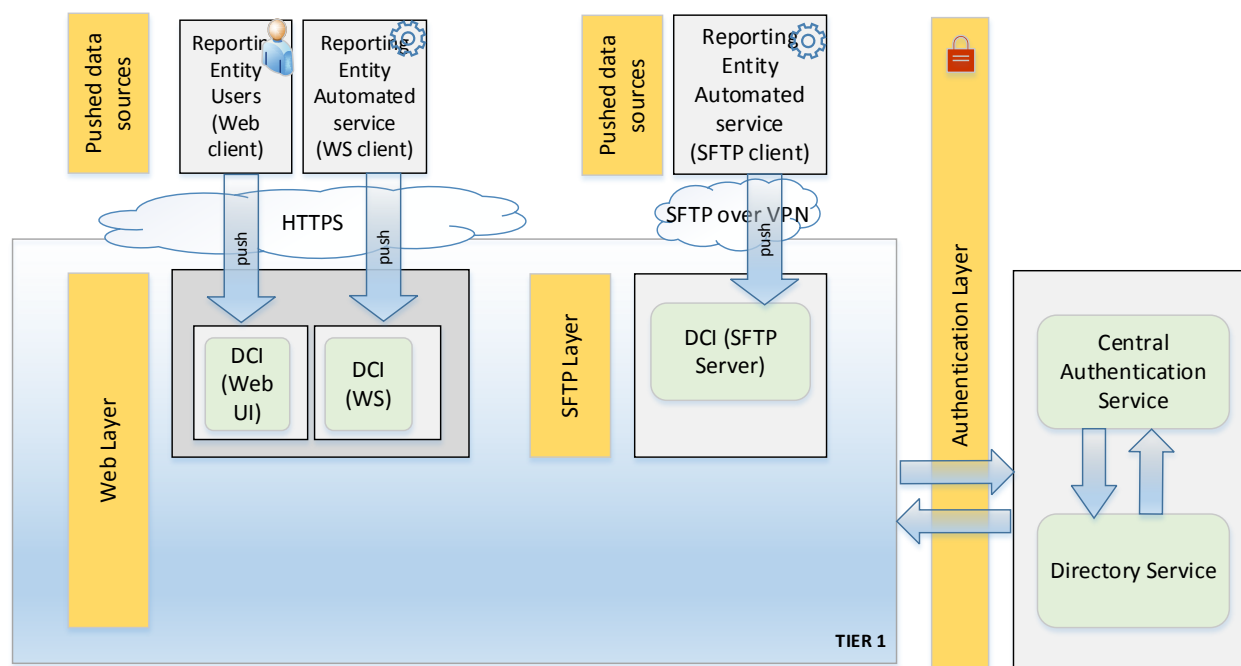 Pushed data
sources
Reporting
Entity
Users
(Web
client)
Reporting
Entity
Automated
service
(WS client)
Pushed data
sources
Reporting
Entity
Automated
service
(SFTP client)
HTTPS
SFTP over VPN
push
push
push
Web Layer
DCI
(Web
UI)
DCI
(WS)
SFTP Layer
DCI (SFTP
Server)
Authentication Layer
Central
Authentication
Service
Directory Service
TIER 1